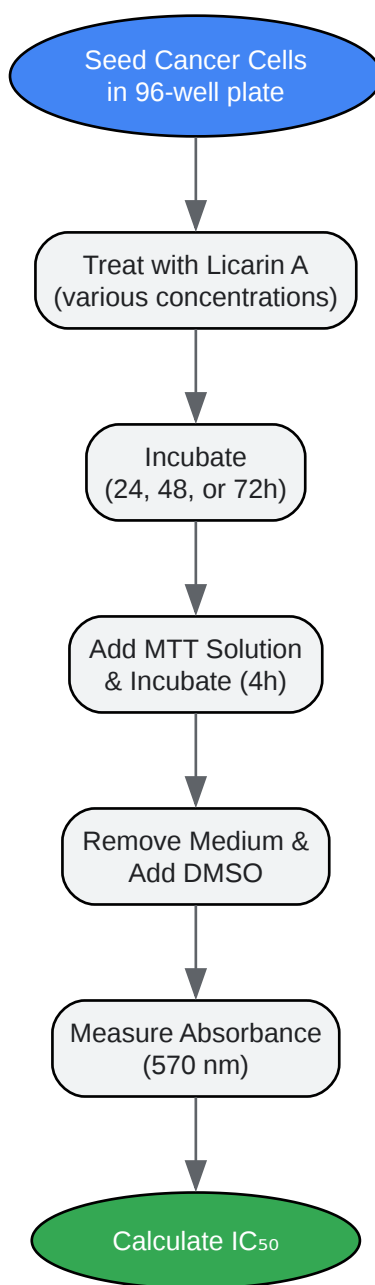 Seed Cancer Cells
in 96-well plate
Treat with Licarin A
(various concentrations)
Incubate
(24, 48, or 72h)
Add MTT Solution
& Incubate (4h)
Remove Medium &
Add DMSO
Measure Absorbance
(570 nm)
Calculate IC₅₀